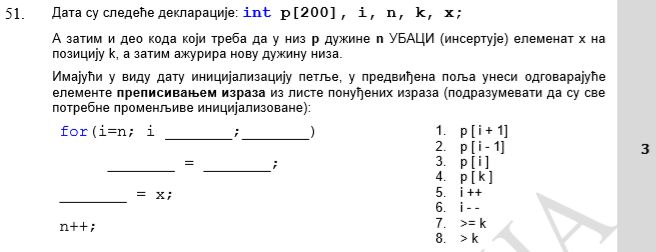 51. Дата су следеће декларације: int p[200], i, n, k, x;
А затим и део кода који треба да у низ p дужине n УБАЦИ (инсертује) елеменат x на
позицију k, а затим ажурира нову дужину низа.
Имајући у виду дату иницијализацију петље, у предвиђена поља унеси одговарајуће
елементе преписивањем израза из листе понуђених израза (подразумевати да су све
потребне променљиве иницијализоване):
for(i=n; i ________;________)
________ = ________;
________ = x;
n++;
1. p[i+1]
2. p[i-1]
3. p[i]
4. p[k]
5. i++
6. i--
7. >= k
8. > k
3